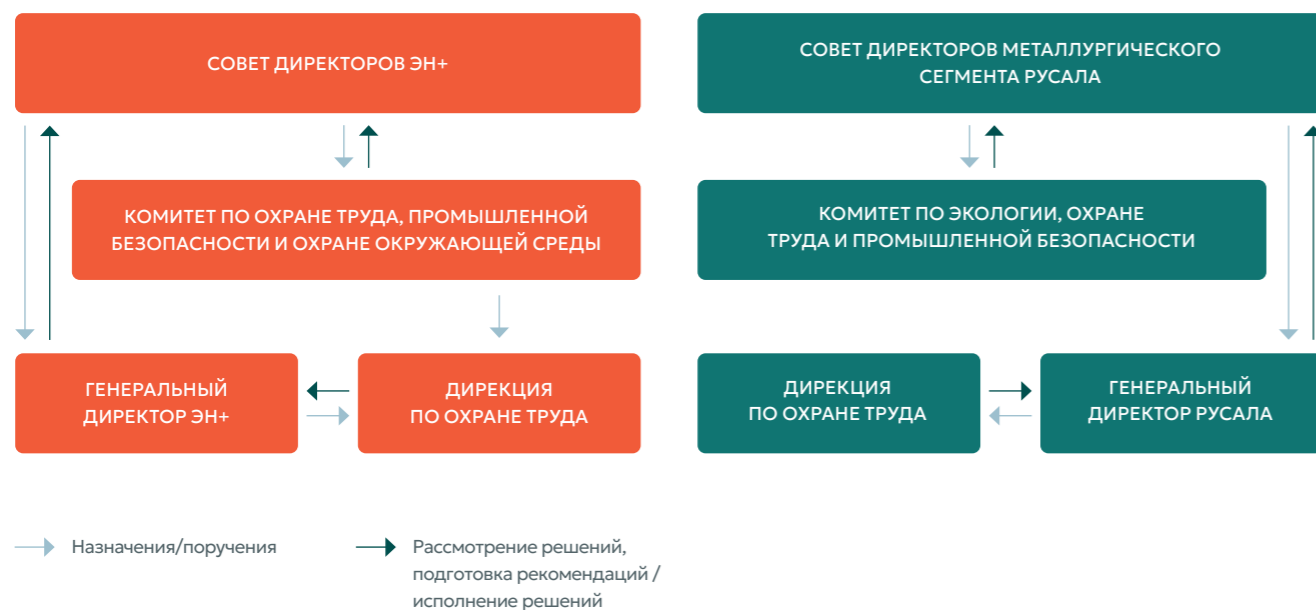 СОВЕТ ДИРЕКТОРОВ ЭН+
СОВЕТ ДИРЕКТОРОВ МЕТАЛЛУРГИЧЕСКОГО
СЕГМЕНТА РУСАЛА
КОМИТЕТ ПО ОХРАНЕ ТРУДА, ПРОМЫШЛЕННОЙ
БЕЗОПАСНОСТИ И ОХРАНЕ ОКРУЖАЮЩЕЙ СРЕДЫ
КОМИТЕТ ПО ЭКОЛОГИИ, ОХРАНЕ
ТРУДА И ПРОМЫШЛЕННОЙ БЕЗОПАСНОСТИ
ГЕНЕРАЛЬНЫЙ
ДИРЕКТОР ЭН+
ДИРЕКЦИЯ
ПО ОХРАНЕ ТРУДА
ДИРЕКЦИЯ
ПО ОХРАНЕ ТРУДА
ГЕНЕРАЛЬНЫЙ
ДИРЕКТОР РУСАЛА
Назначения/поручения
Рассмотрение решений,
подготовка рекомендаций /
исполнение решений